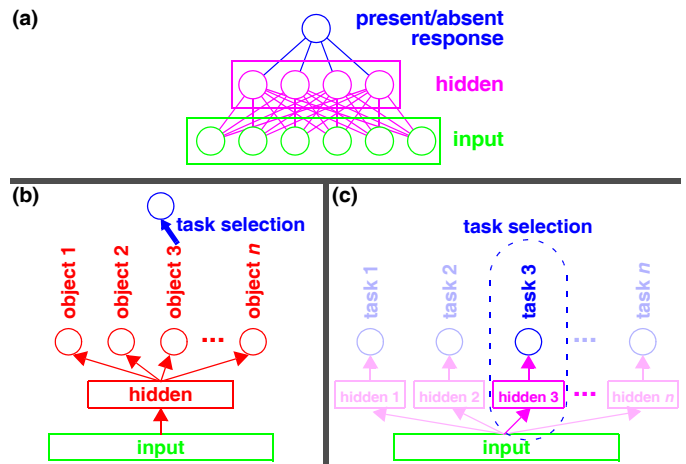 (a)
present/absent
response
hidden
input
(b)
task selection
object 1
object 2
object 3
object n
...
hidden
input
(c)
task selection
task 1
task 2
task 3
task n
...
hidden 1
hidden 2
hidden 3
...
hidden n
input